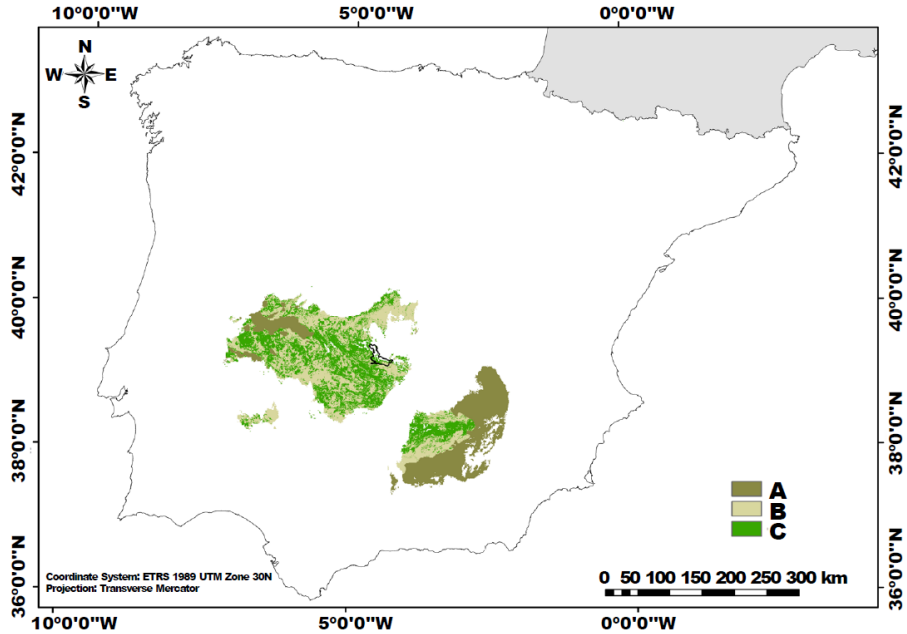 10°0'0"W 5°0'0"W 0°0'0"W
N
W E
S
42°0'0"N 42°0'0"N
40°0'0"N 40°0'0"N
38°0'0"N 38°0'0"N
36°0'0"N 36°0'0"N
A
B
C
Coordinate System: ETRS 1989 UTM Zone 30N
Projection: Transverse Mercator
0 50 100 150 200 250 300 km
10°0'0"W 5°0'0"W 0°0'0"W